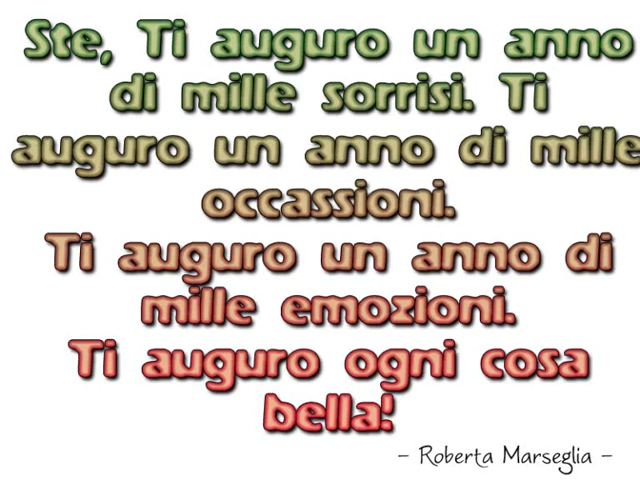 Ste, Ti auguro un anno
di mille sorrisi. Ti
auguro un anno di mille
occassioni.
Ti auguro un anno di
mille emozioni.
Ti auguro ogni cosa
bella!
- Roberta Marseglia -